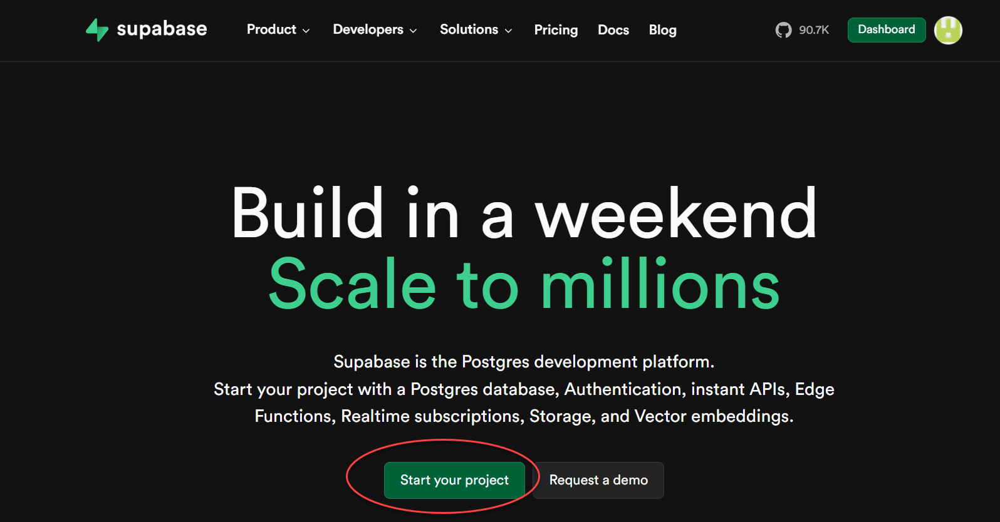 supabase
Product
Developers
Solutions
Pricing
Docs
Blog
90.7K
Dashboard
Build in a weekend
Scale to millions
Supabase is the Postgres development platform.
Start your project with a Postgres database, Authentication, instant APIs, Edge
Functions, Realtime subscriptions, Storage, and Vector embeddings.
Start your project
Request a demo